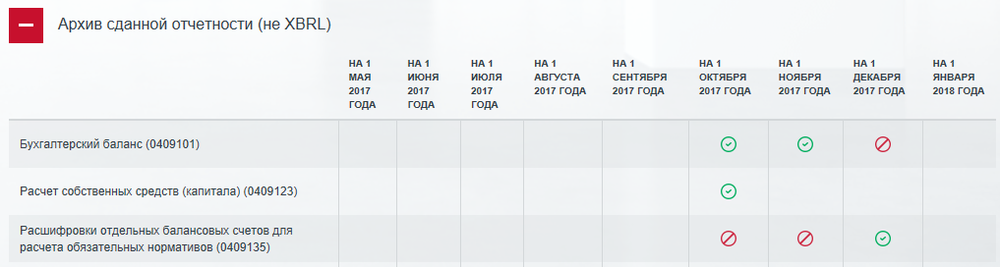 Архив сданной отчетности (не XBRL)
НА 1 МАЯ 2017 ГОДА
НА 1 ИЮНЯ 2017 ГОДА
НА 1 ИЮЛЯ 2017 ГОДА
НА 1 АВГУСТА 2017 ГОДА
НА 1 СЕНТЯБРЯ 2017 ГОДА
НА 1 ОКТЯБРЯ 2017 ГОДА
НА 1 НОЯБРЯ 2017 ГОДА
НА 1 ДЕКАБРЯ 2017 ГОДА
НА 1 ЯНВАРЯ 2018 ГОДА
Бухгалтерский баланс (0409101)
Расчет собственных средств (капитала) (0409123)
Расшифровки отдельных балансовых счетов для
расчета обязательных нормативов (0409135)